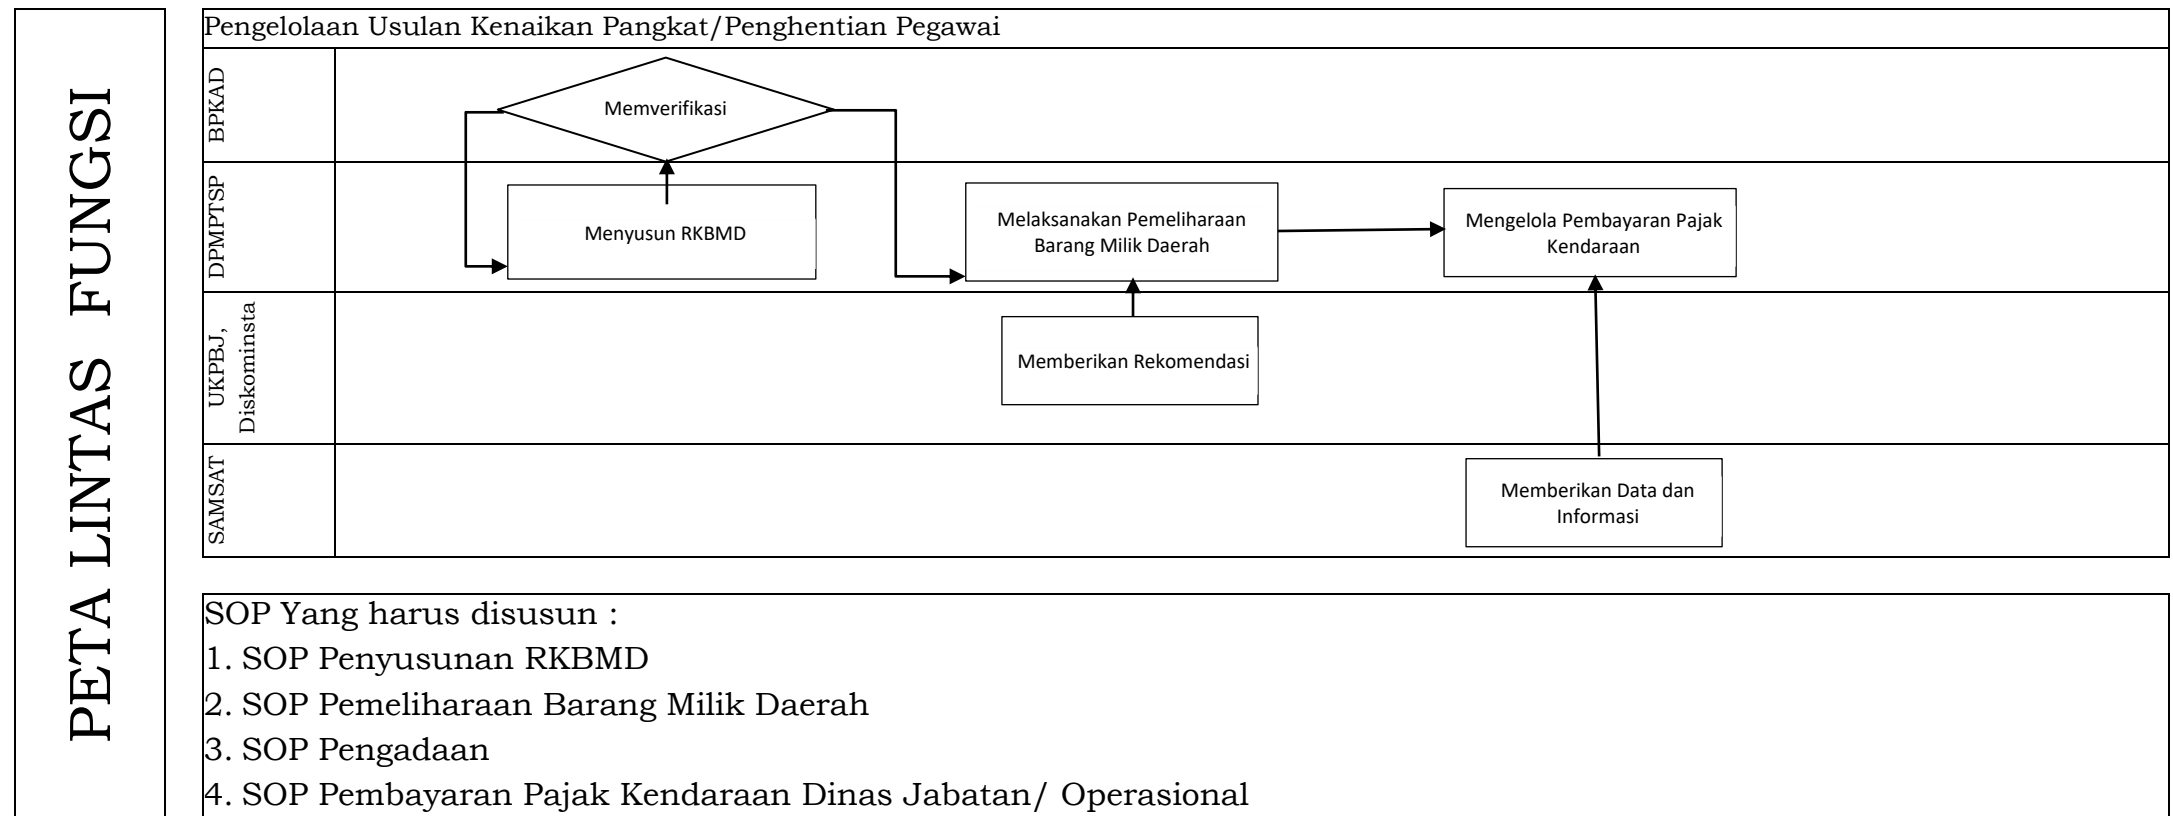 PETA LINTAS FUNGSI
Pengelolaan Usulan Kenaikan Pangkat/Penghentian Pegawai
BPKAD
Memverifikasi
DPMPTSP
Menyusun RKBMD
Melaksanakan Pemeliharaan
Barang Milik Daerah
Mengelola Pembayaran Pajak
Kendaraan
UKPBJ,
Diskominsta
Memberikan Rekomendasi
SAMSAT
Memberikan Data dan
Informasi
SOP Yang harus disusun :
1. SOP Penyusunan RKBMD
2. SOP Pemeliharaan Barang Milik Daerah
3. SOP Pengadaan
4. SOP Pembayaran Pajak Kendaraan Dinas Jabatan/ Operasional